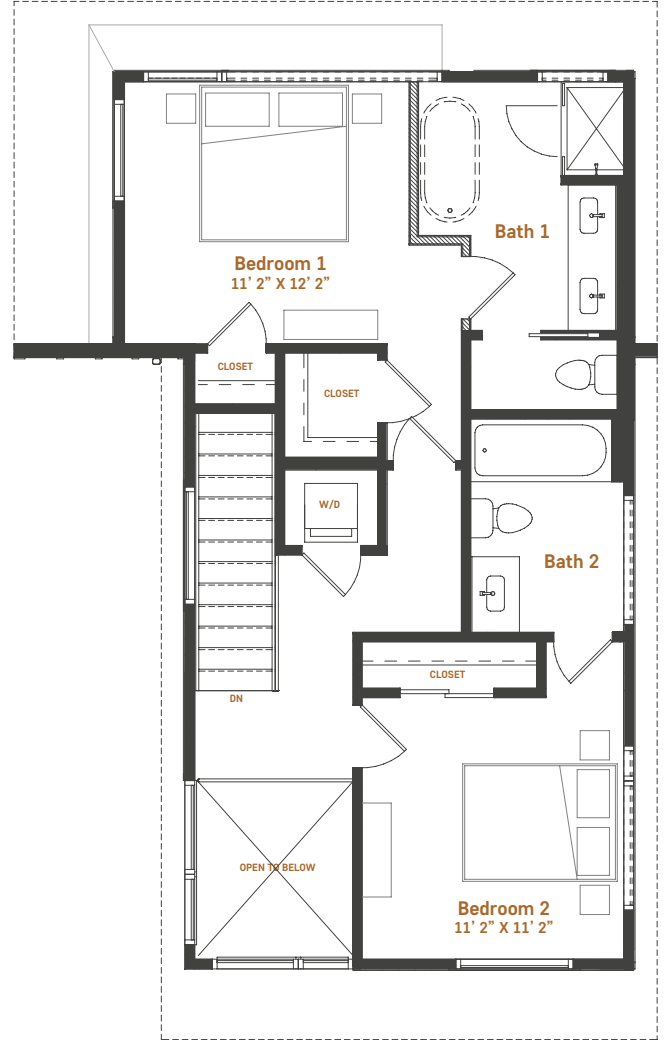 Bath 1
Bedroom 1
11’ 2” X 12’ 2”
CLOSET
CLOSET
W/D
Bath 2
CLOSET
DN
OPEN TO BELOW
Bedroom 2
11’ 2” X 11’ 2”